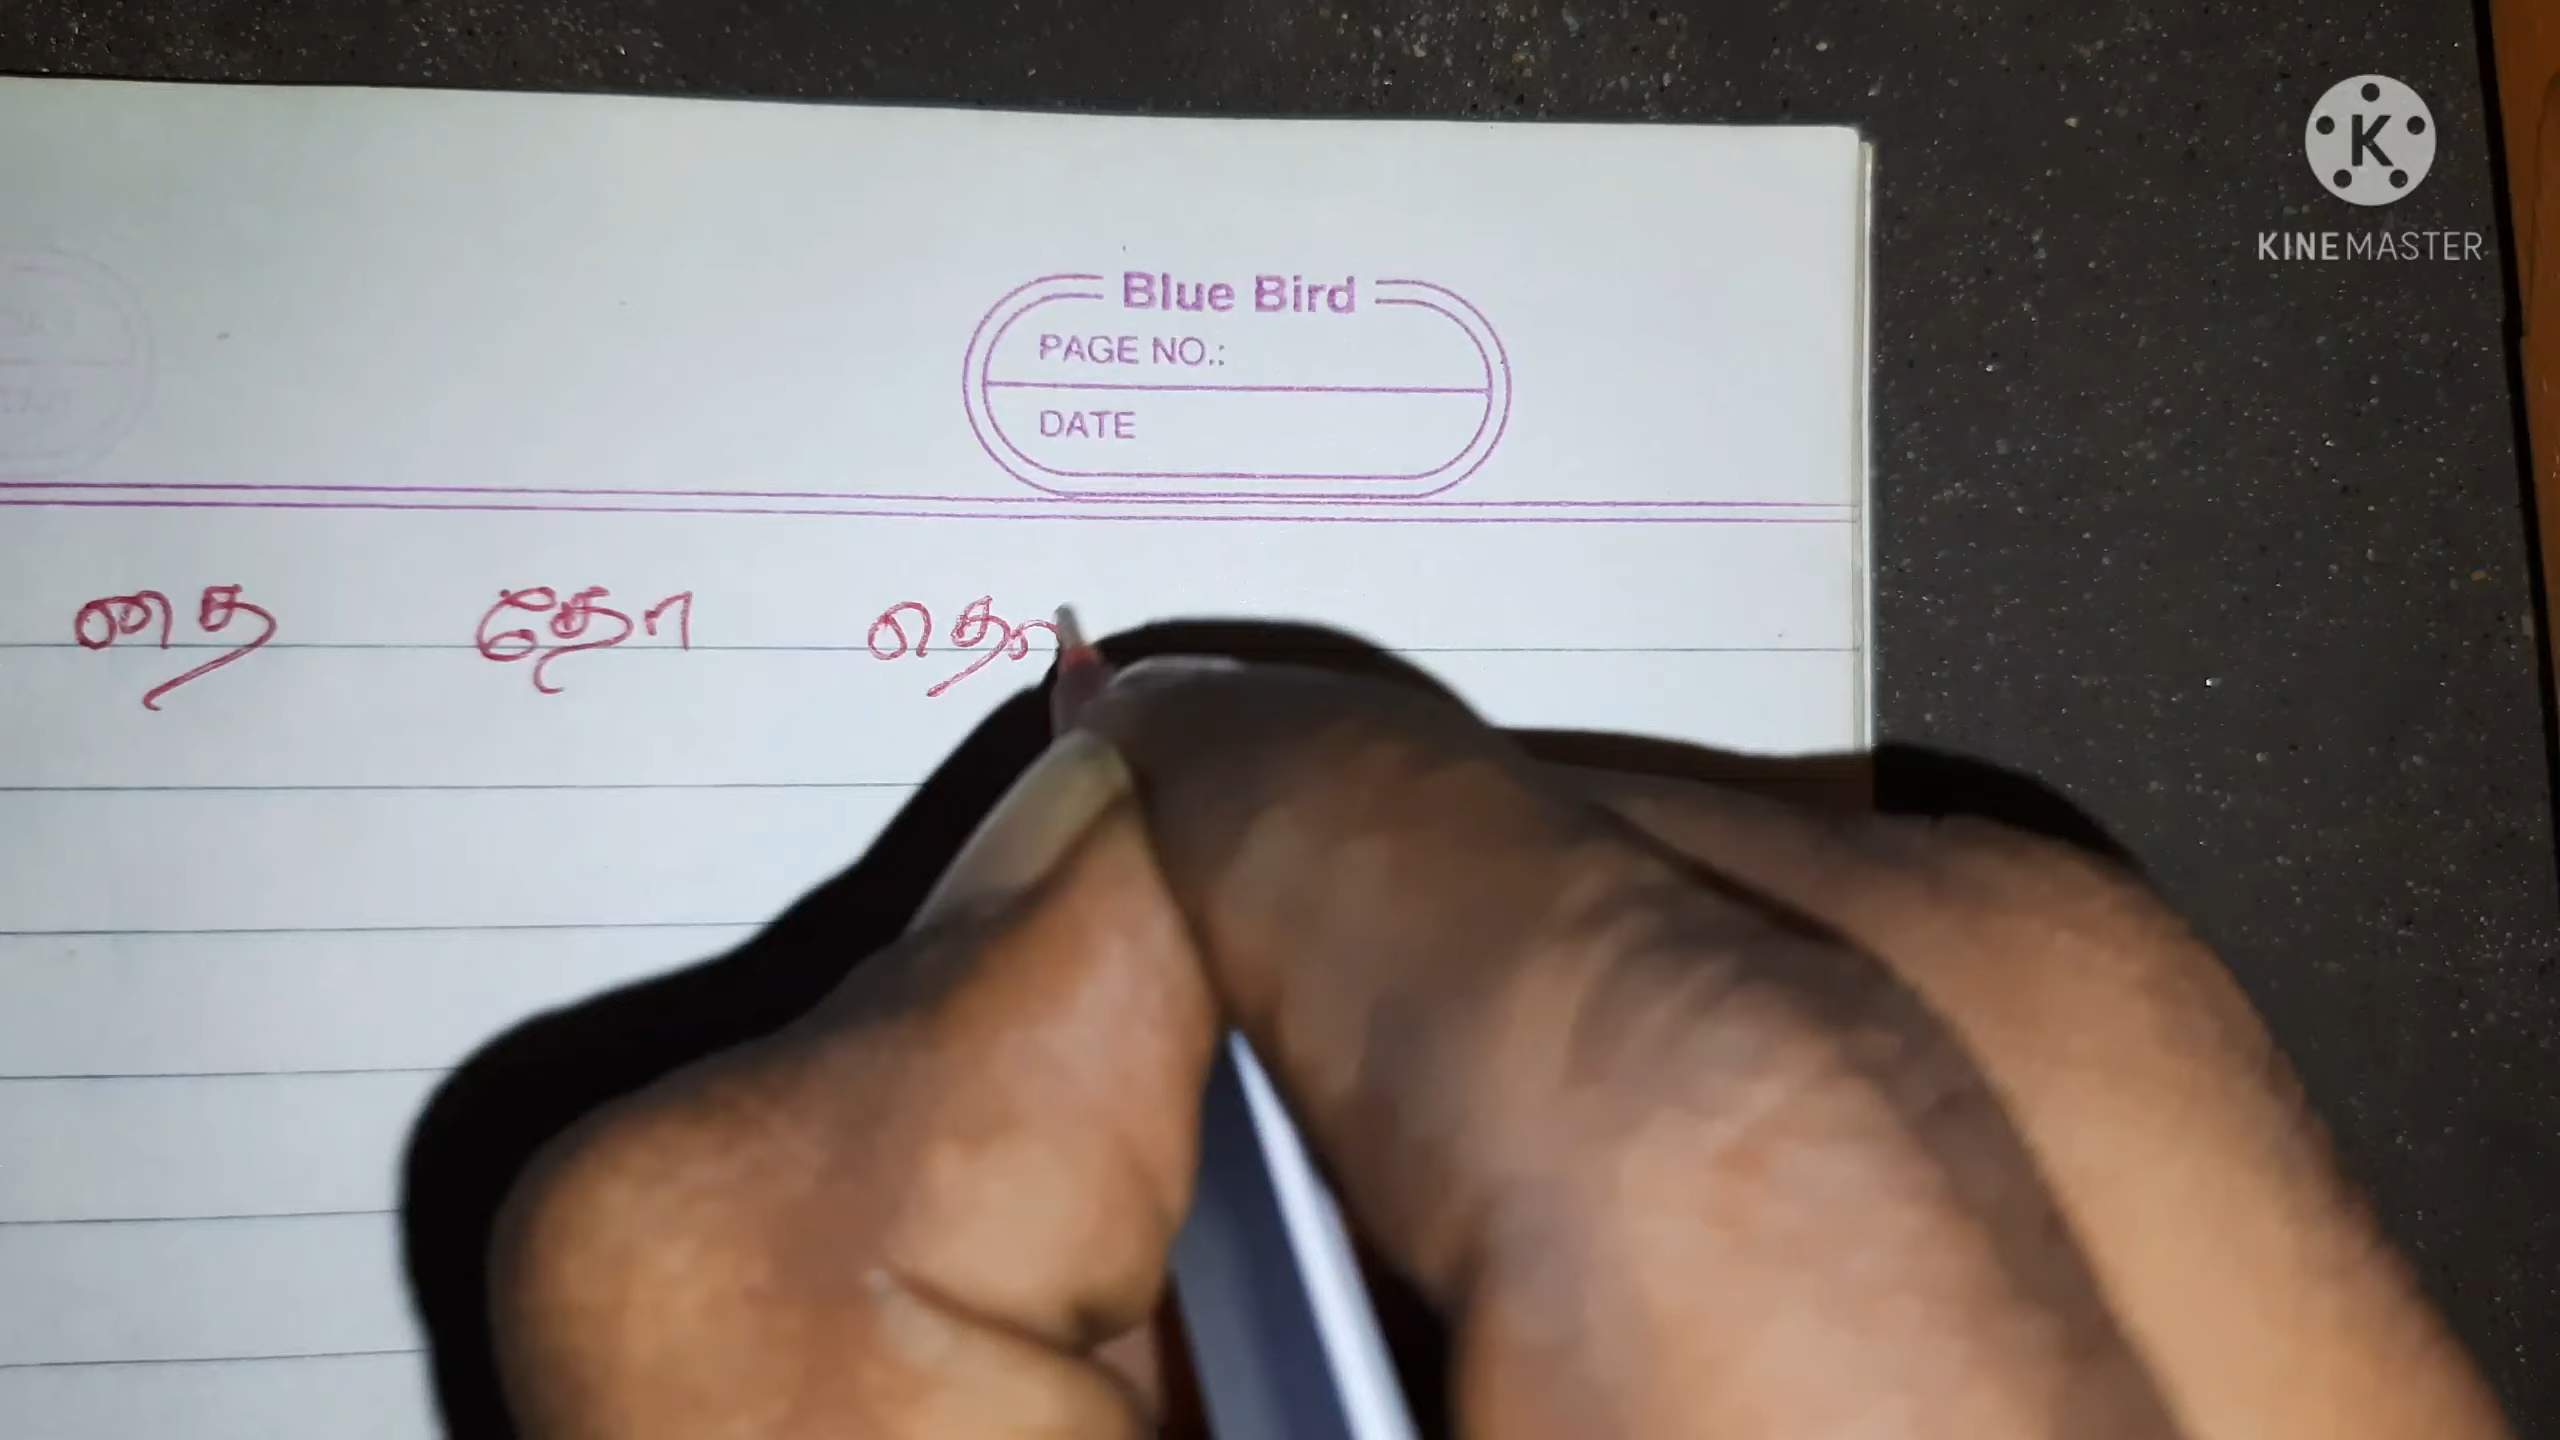 KINEMASTER
Blue Bird
PAGE NO.:
DATE
தை தோ